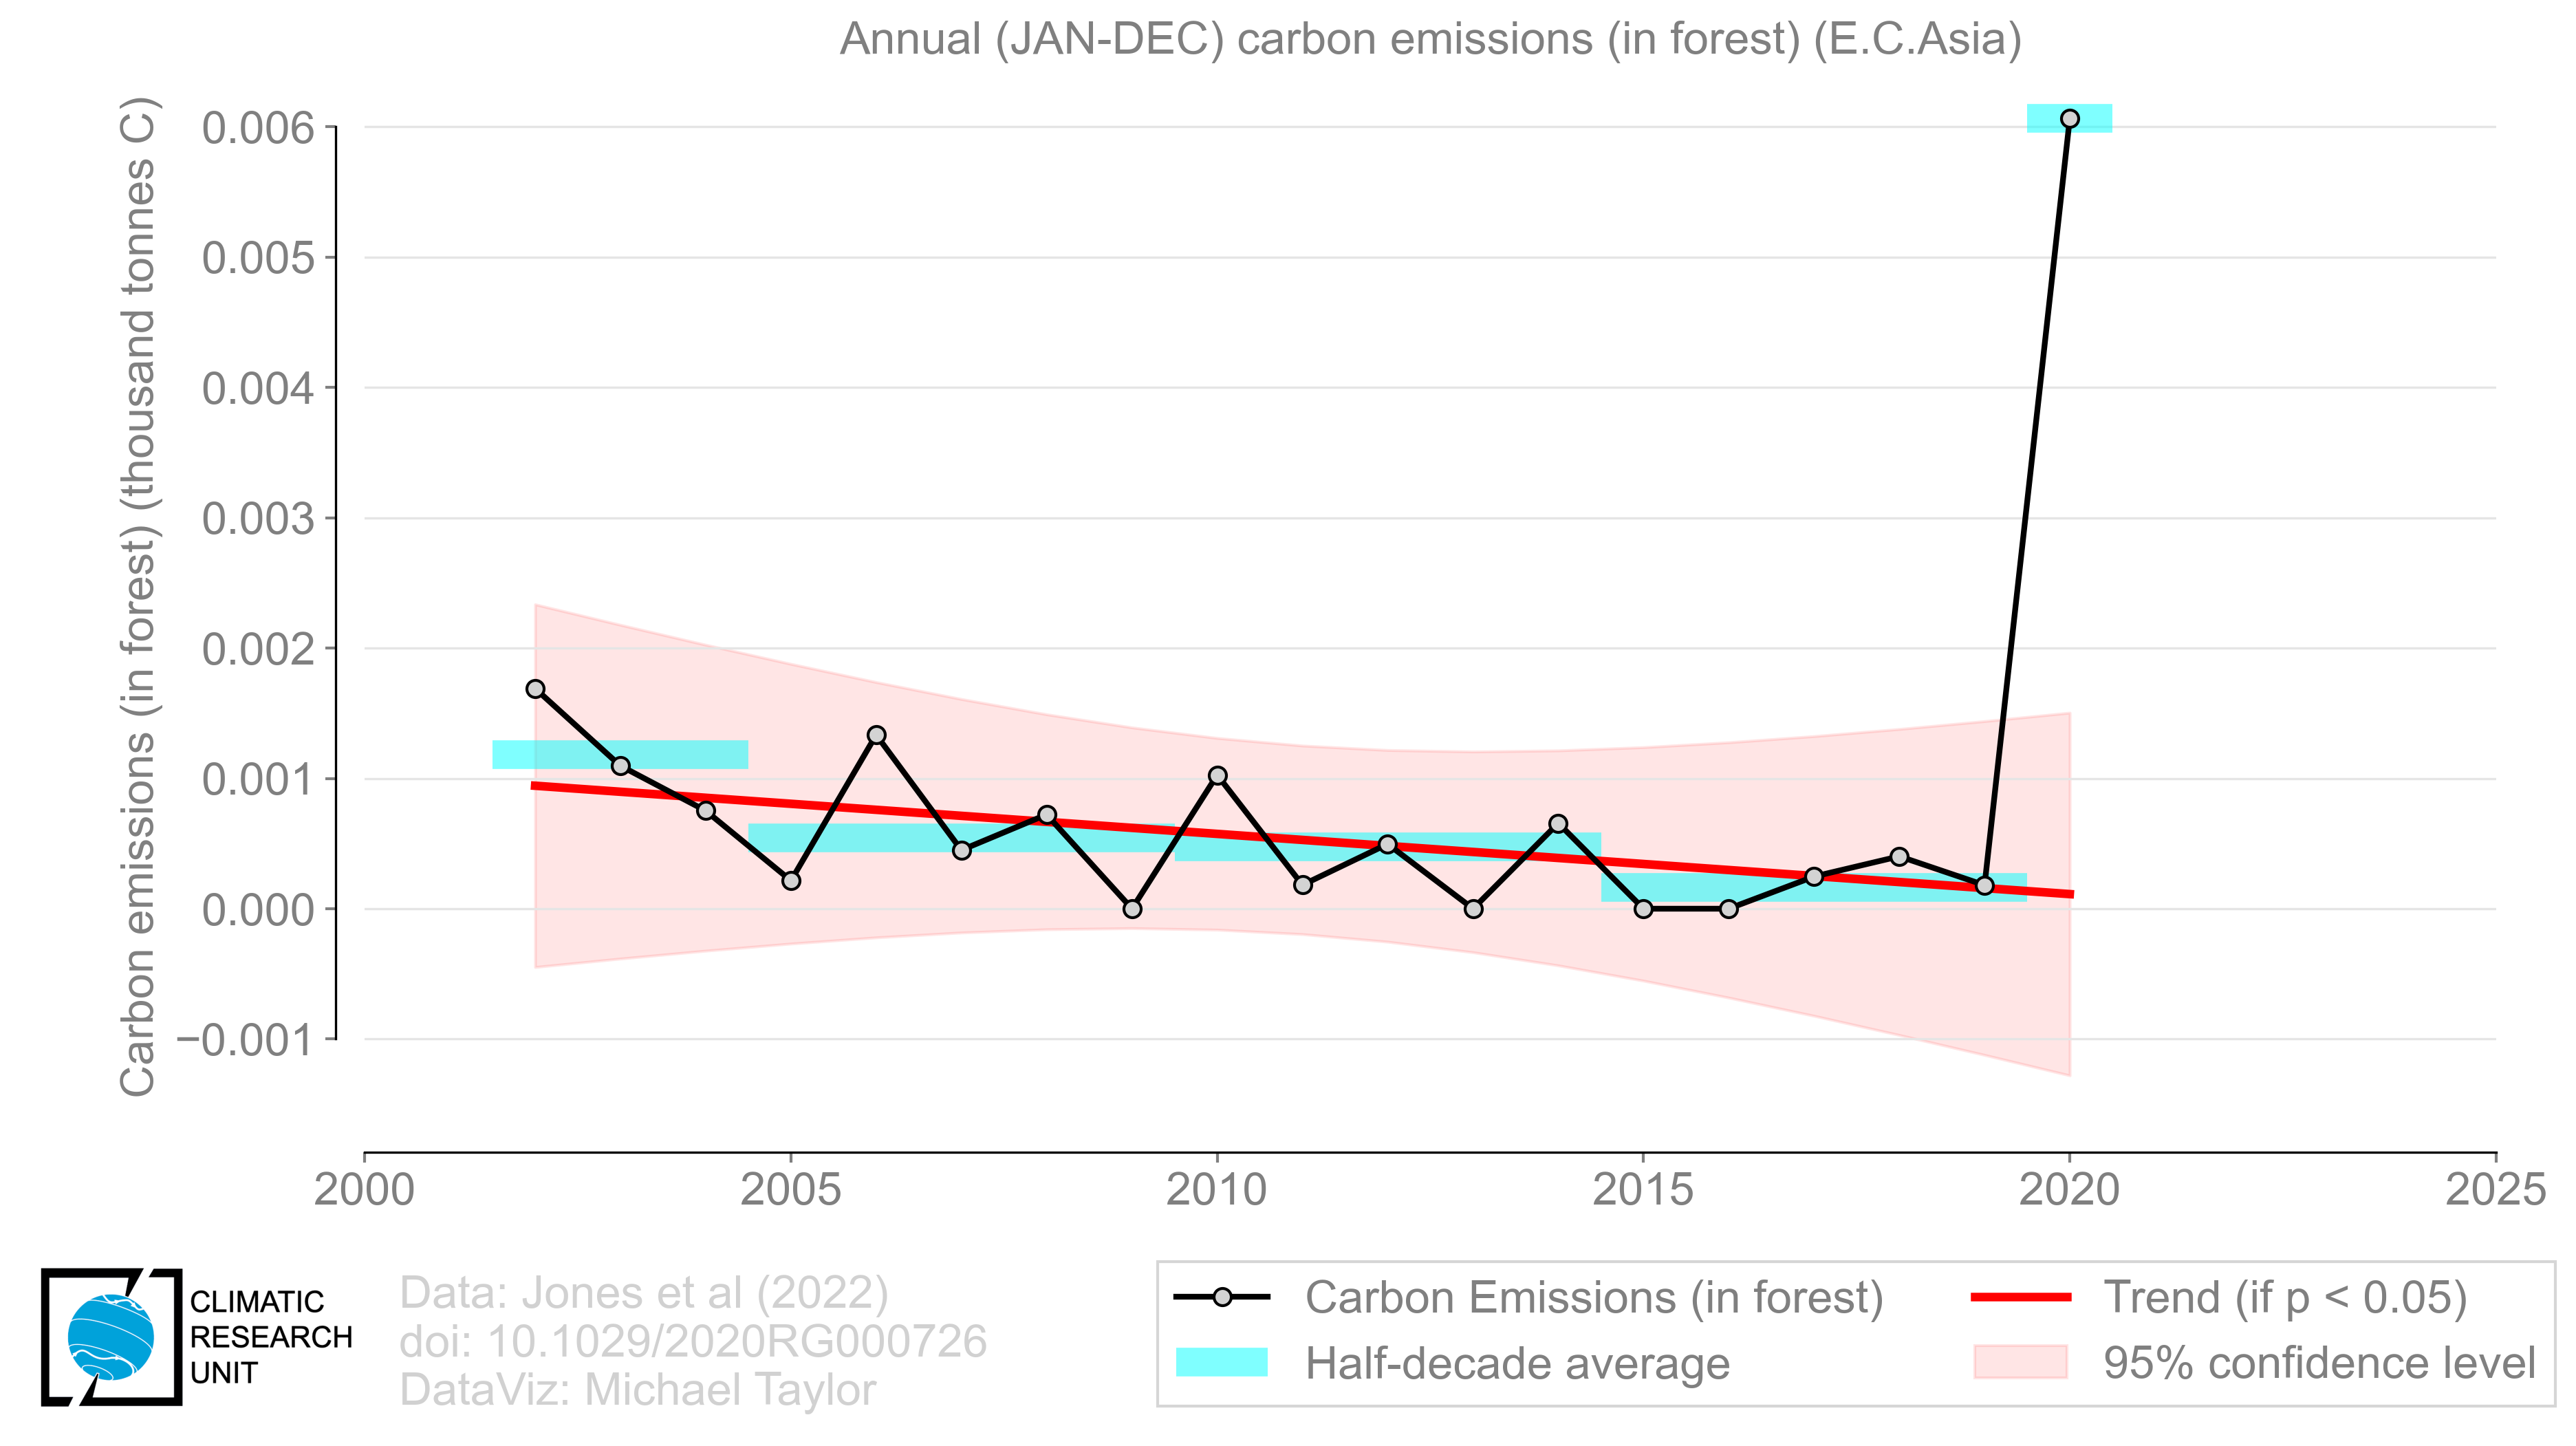 Annual (JAN-DEC) carbon emissions (in forest) (E.C.Asia)
Carbon emissions (in forest) (thousand tonnes C)
0.006
0.005
0.004
0.003
0.002
0.001
0.000
−0.001
2000
2005
2010
2015
2020
2025
CLIMATIC
RESEARCH
UNIT
Data: Jones et al (2022)
doi: 10.1029/2020RG000726
DataViz: Michael Taylor
Carbon Emissions (in forest)
Half-decade average
Trend (if p < 0.05)
95% confidence level